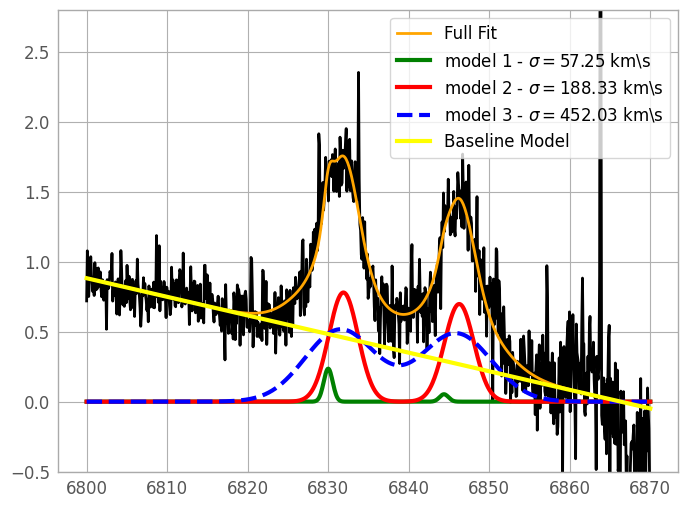 Full Fit
model 1 - σ = 57.25 km\s
model 2 - σ = 188.33 km\s
model 3 - σ = 452.03 km\s
Baseline Model
2.5
2.0
1.5
1.0
0.5
0.0
−0.5
6800 6810 6820 6830 6840 6850 6860 6870